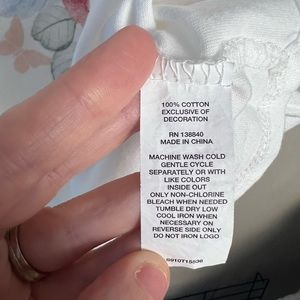 100% COTTON
EXCLUSIVE OF
DECORATION
RN 138840
MADE IN CHINA
MACHINE WASH COLD
GENTLE CYCLE
SEPARATELY OR WITH
LIKE COLORS
INSIDE OUT
ONLY NON-CHLORINE
BLEACH WHEN NEEDED
TUMBLE DRY LOW
COOL IRON WHEN
NECESSARY ON
REVERSE SIDE ONLY
DO NOT IRON LOGO